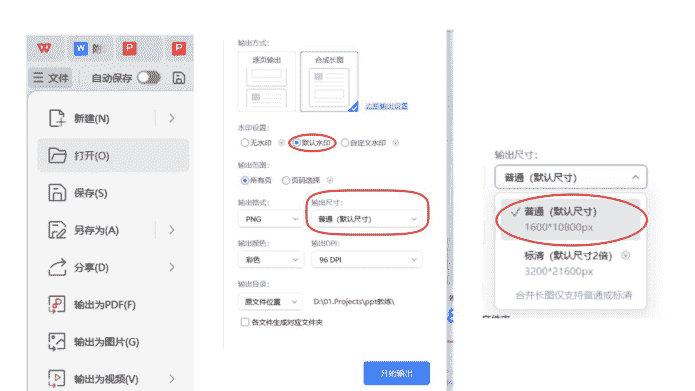 W
W 附
P
P
文件 自动保存
新建(N)
打开(O)
保存(S)
另存为(A)
分享(D)
输出为PDF(F)
输出为图片(G)
输出为视频(V)
输出方式:
逐页输出 合成长图
水印设置:
无水印 默认水印 自定义水印
输出范围:
所有页 页码选择
输出格式: 输出尺寸:
PNG 普通 (默认尺寸)
输出颜色: 输出DPI:
彩色 96 DPI
输出目录:
原文件位置 D:\01.Projects\ppt教练\
各文件生成对应文件夹
开始输出
输出尺寸:
普通 (默认尺寸)
普通 (默认尺寸)
1600*10800px
标清 (默认尺寸2倍)
3200*21600px
合并长图仅支持普通或标清